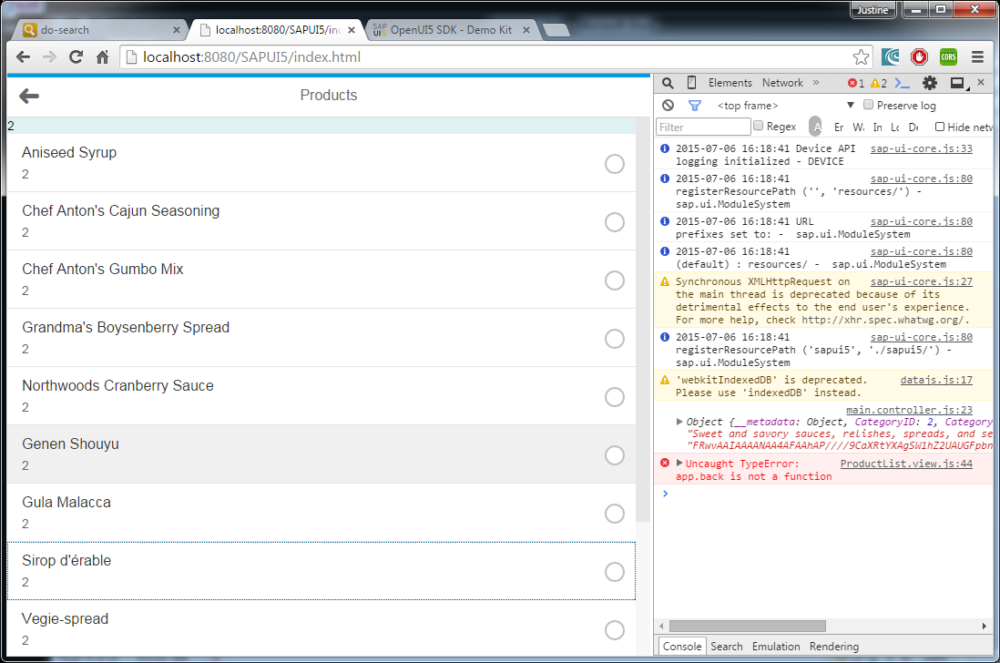 Justine
do-search
localhost:8080/SAPUI5/ind
SAP UI5 OpenUI5 SDK - Demo Kit
localhost:8080/SAPUI5/index.html
CORS
Products
2
Aniseed Syrup
2
Chef Anton's Cajun Seasoning
2
Chef Anton's Gumbo Mix
2
Grandma's Boysenberry Spread
2
Northwoods Cranberry Sauce
2
Genen Shouyu
2
Gula Malacca
2
Sirop d'érable
2
Vegie-spread
2
Elements Network » 1 2
<top frame> Preserve log
Filter Regex A Er W In Lo De Hide netw
2015-07-06 16:18:41 Device API sap-ui-core.js:33
logging initialized - DEVICE
2015-07-06 16:18:41 sap-ui-core.js:80
registerResourcePath ('', 'resources/') -
sap.ui.ModuleSystem
2015-07-06 16:18:41 URL sap-ui-core.js:80
prefixes set to: - sap.ui.ModuleSystem
2015-07-06 16:18:41 sap-ui-core.js:80
(default) : resources/ - sap.ui.ModuleSystem
Synchronous XMLHttpRequest on sap-ui-core.js:27
the main thread is deprecated because of its
detrimental effects to the end user's experience.
For more help, check http://xhr.spec.whatwg.org/.
2015-07-06 16:18:41 sap-ui-core.js:80
registerResourcePath ('sapui5', './sapui5/') -
sap.ui.ModuleSystem
'webkitIndexedDB' is deprecated. datajs.js:17
Please use 'indexedDB' instead.
main.controller.js:23
Object {__metadata: Object, CategoryID: 2, Category
"Sweet and savory sauces, relishes, spreads, and se
"FRwvAAIAAAANAA4AFAAhAP////9CaXRtYXAgSW1hZ2UAUGFpbn
Uncaught TypeError: ProductList.view.js:44
app.back is not a function
Console Search Emulation Rendering